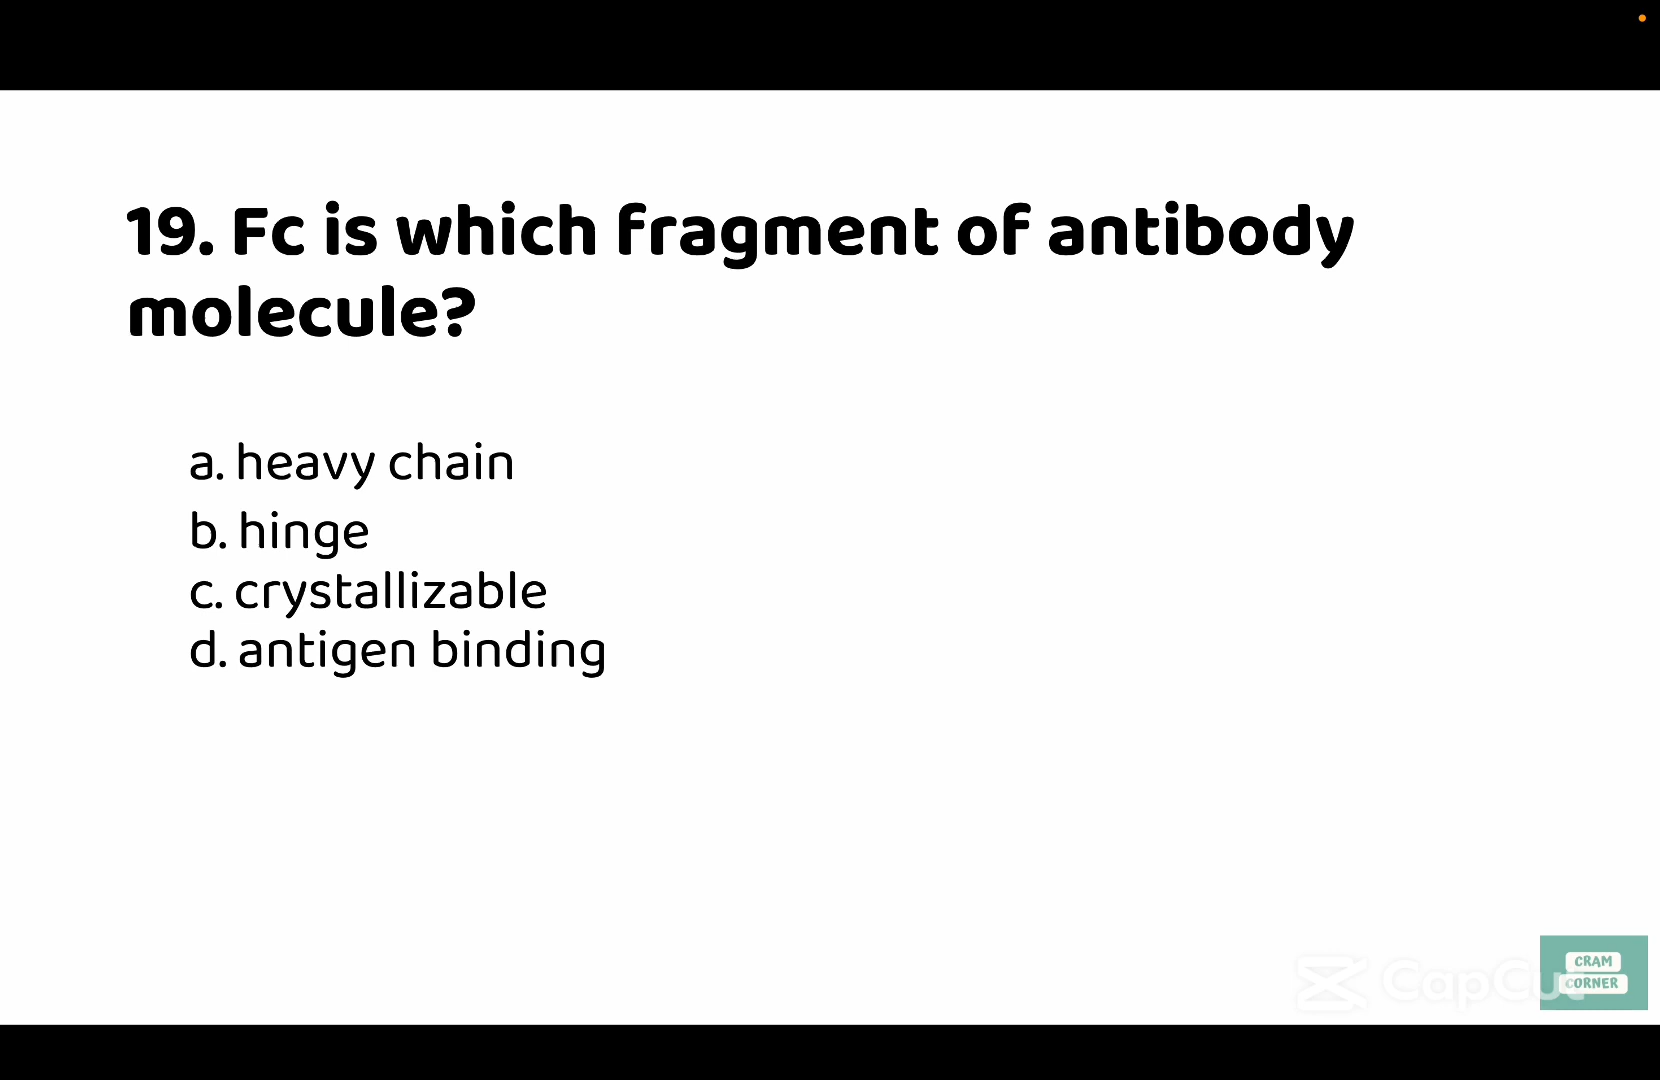 19. Fc is which fragment of antibody
molecule?
a. heavy chain
b. hinge
c. crystallizable
d. antigen binding
CapCut
CRAM
CORNER